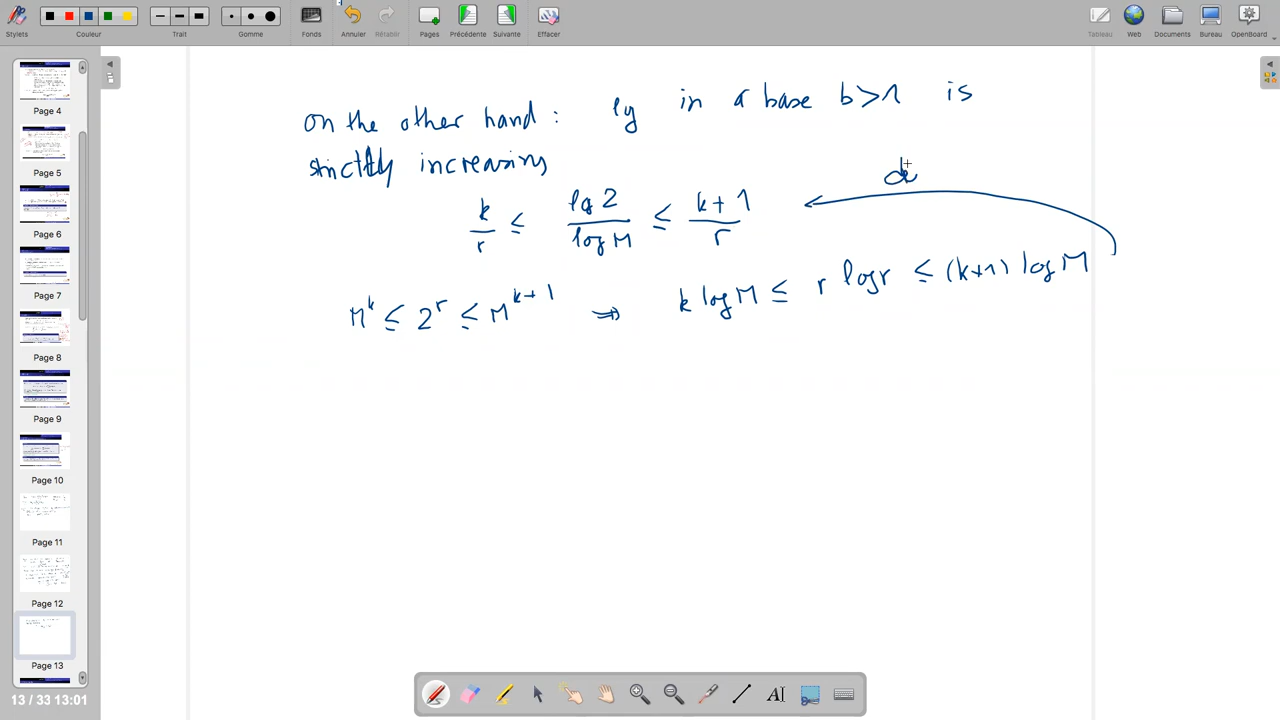 Stylets
Couleur
Trait
Gomme
Fonds
Annuler
Rétablir
Pages
Précédente
Suivante
Effacer
Tableau
Web
Documents
Bureau
OpenBoard
Page 4
Page 5
Page 6
Page 7
Page 8
Page 9
Page 10
Page 11
Page 12
Page 13
13 / 33 13:01
on the other hand : lg in a base b>1 is
strictly increasing
k/r ≤ log 2/log M ≤ k+1/r
M^k ≤ 2^r ≤ M^{k+1} ⇒ k log M ≤ r log r ≤ (k+1) log M